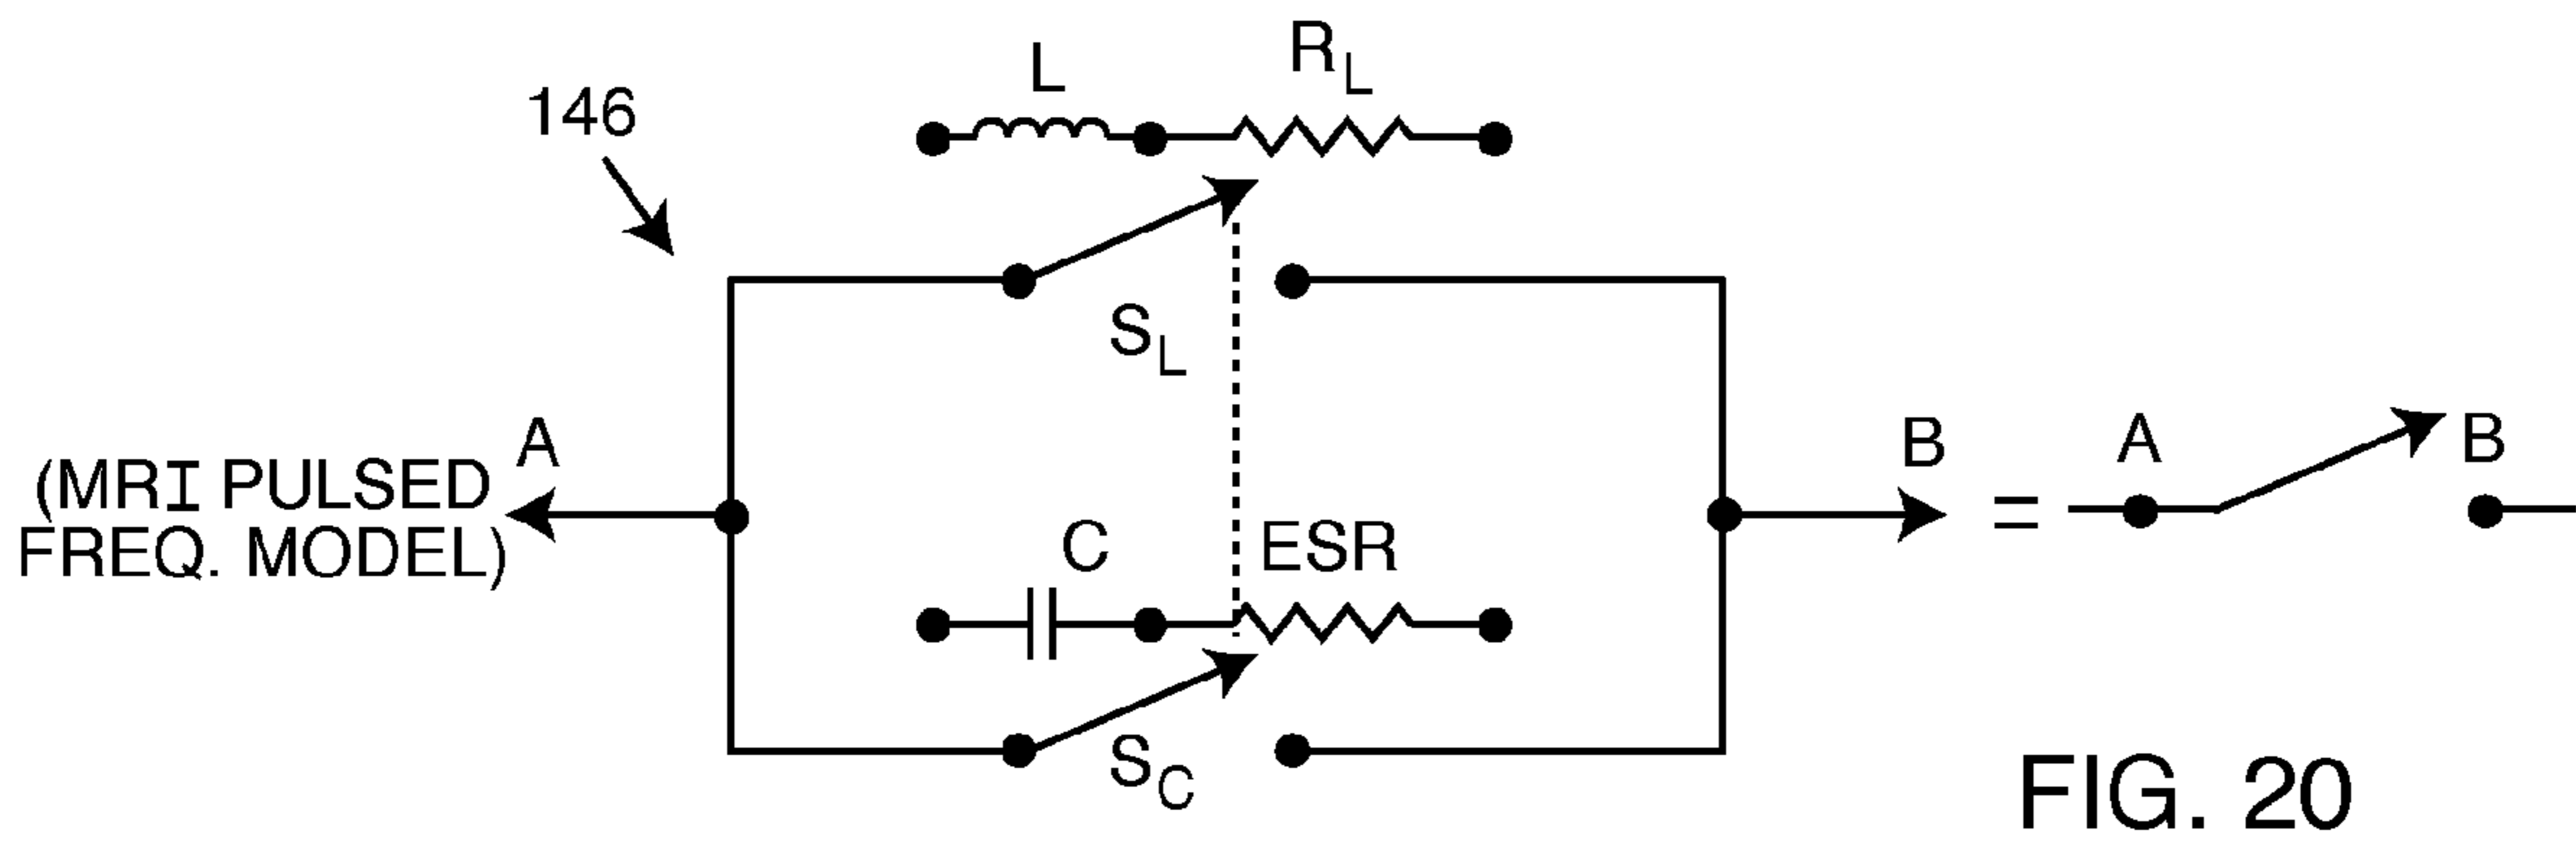 L
R_L
146
S_L
A
(MRI PULSED
FREQ. MODEL)
C
ESR
S_C
B
=
A
B
FIG. 20